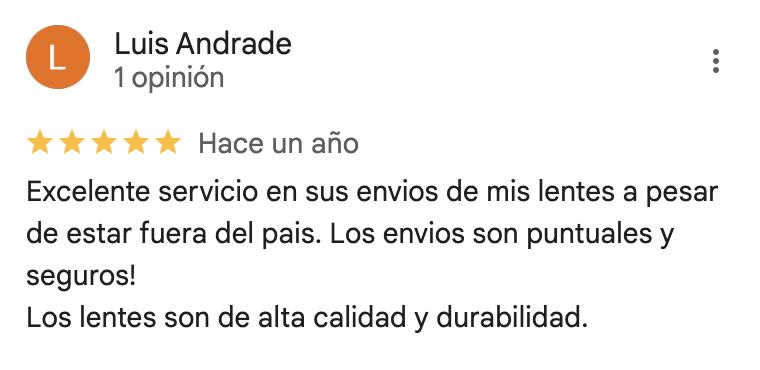 L
Luis Andrade
1 opinión
Hace un año
Excelente servicio en sus envios de mis lentes a pesar
de estar fuera del pais. Los envios son puntuales y
seguros!
Los lentes son de alta calidad y durabilidad.